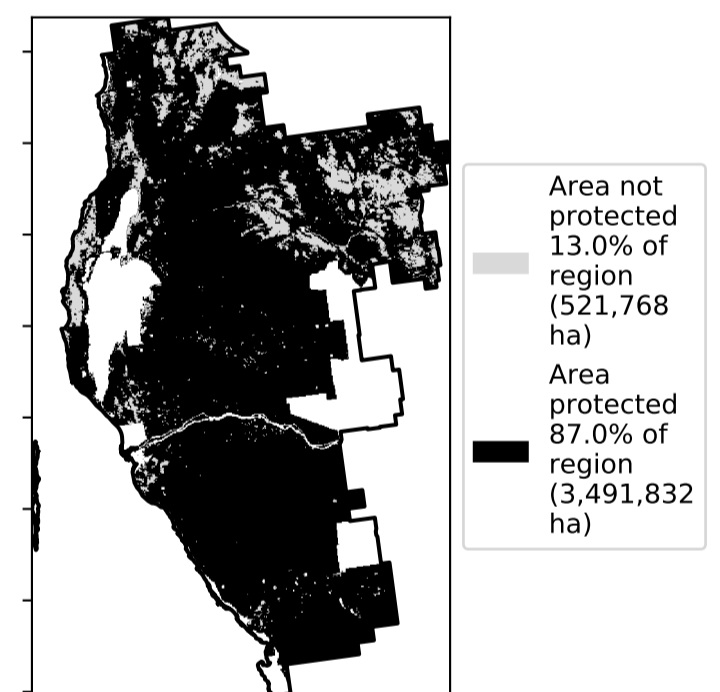 Area not
protected
13.0% of
region
(521,768
ha)
Area
protected
87.0% of
region
(3,491,832
ha)